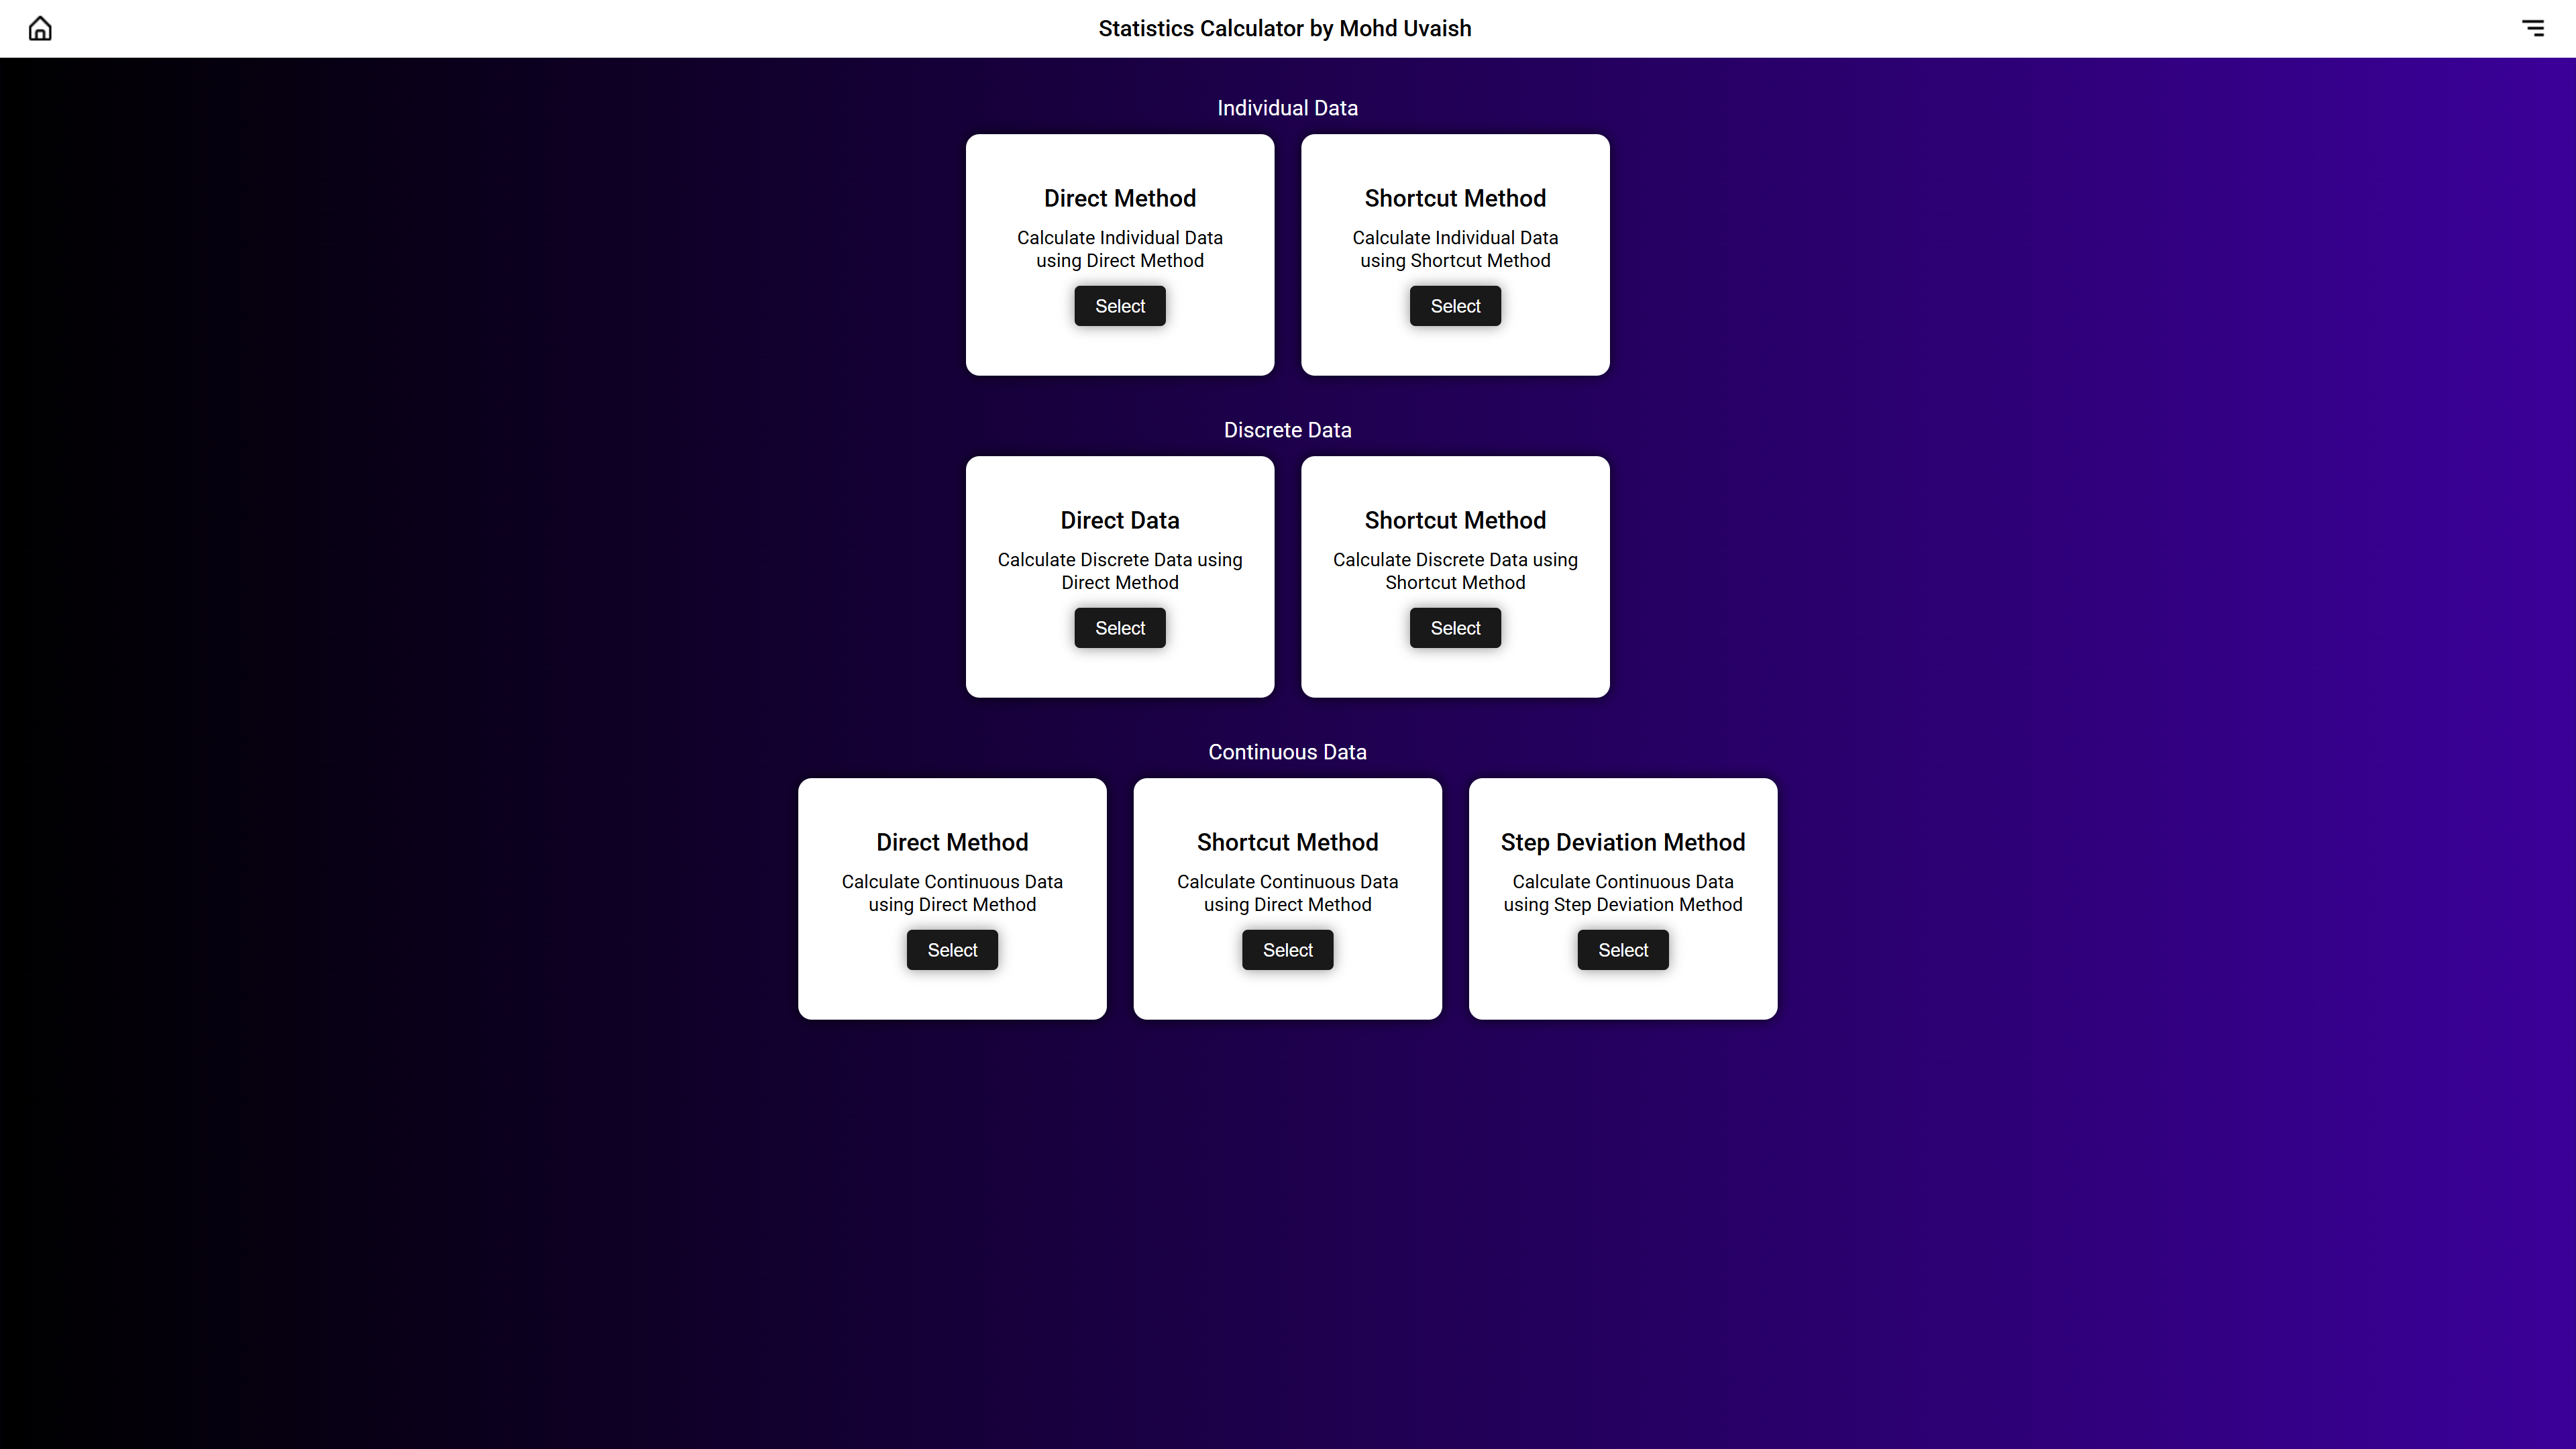 Statistics Calculator by Mohd Uvaish
Individual Data
Direct Method
Calculate Individual Data
using Direct Method
Select
Shortcut Method
Calculate Individual Data
using Shortcut Method
Select
Discrete Data
Direct Data
Calculate Discrete Data using
Direct Method
Select
Shortcut Method
Calculate Discrete Data using
Shortcut Method
Select
Continuous Data
Direct Method
Calculate Continuous Data
using Direct Method
Select
Shortcut Method
Calculate Continuous Data
using Direct Method
Select
Step Deviation Method
Calculate Continuous Data
using Step Deviation Method
Select